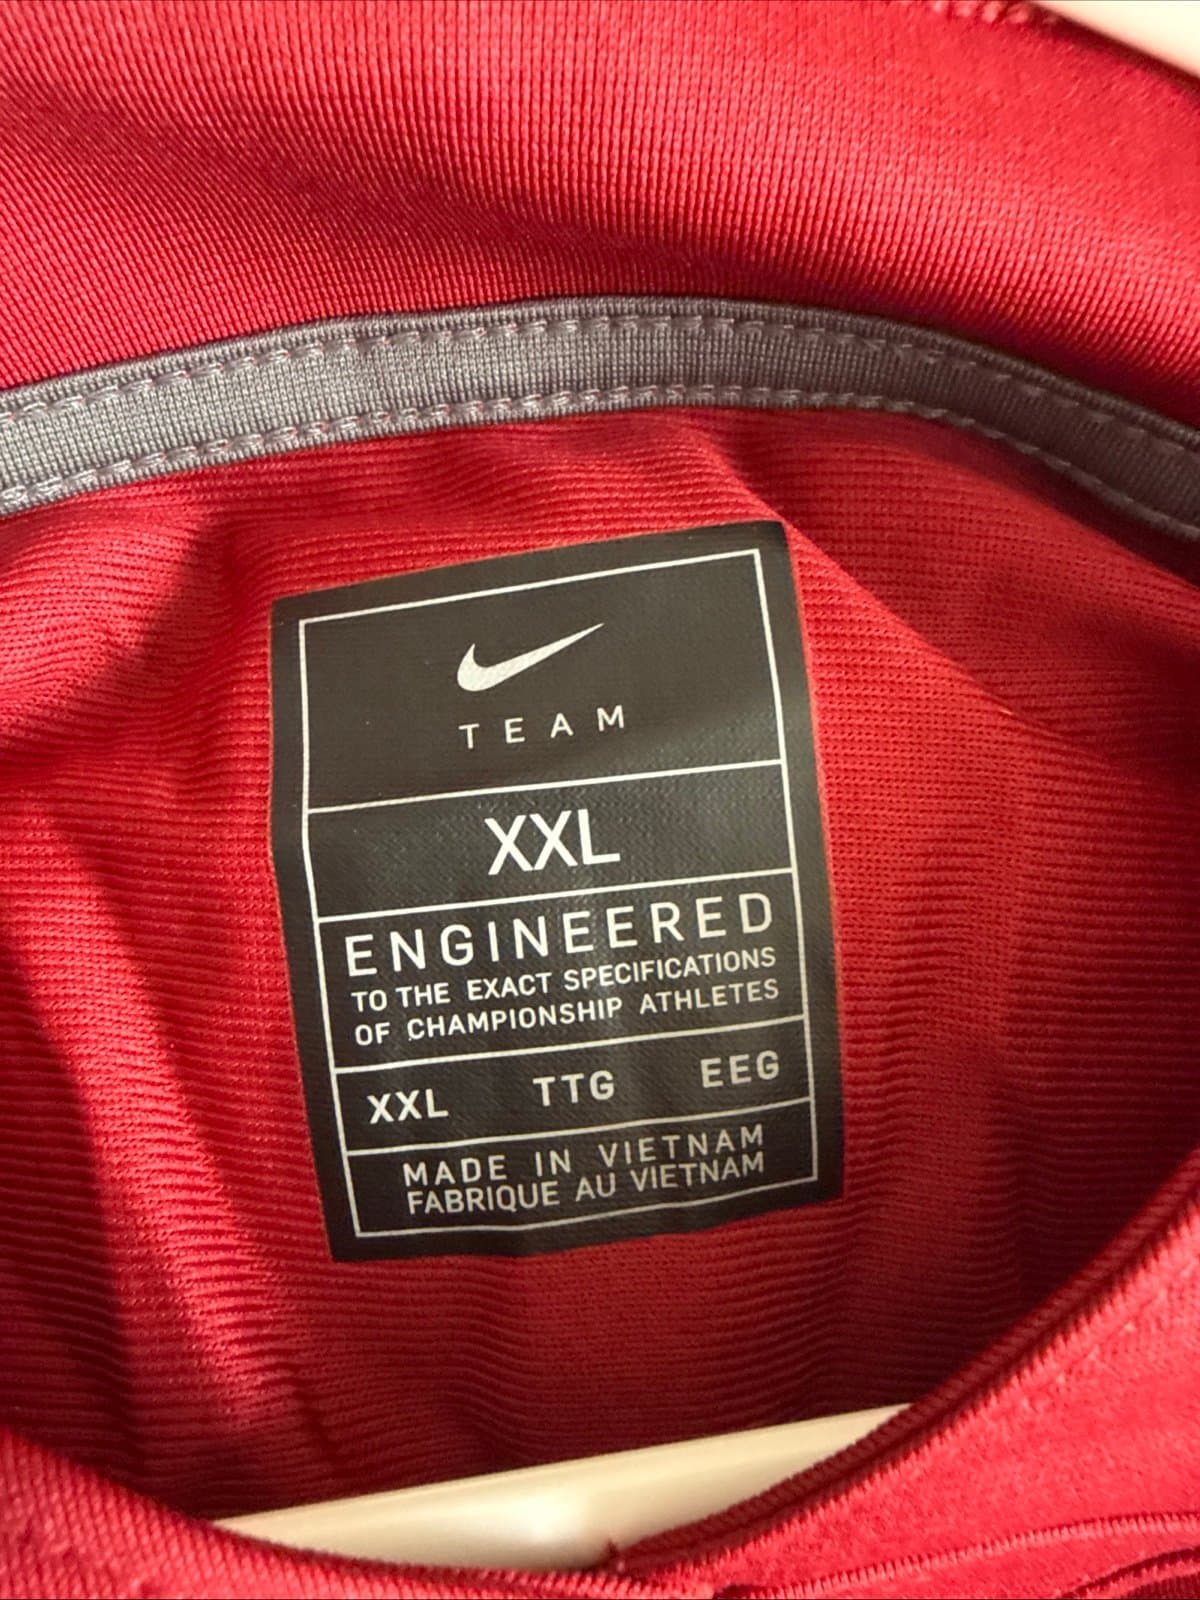 TEAM
XXL
ENGINEERED
TO THE EXACT SPECIFICATIONS
OF CHAMPIONSHIP ATHLETES
XXL TTG EEG
MADE IN VIETNAM
FABRIQUE AU VIETNAM